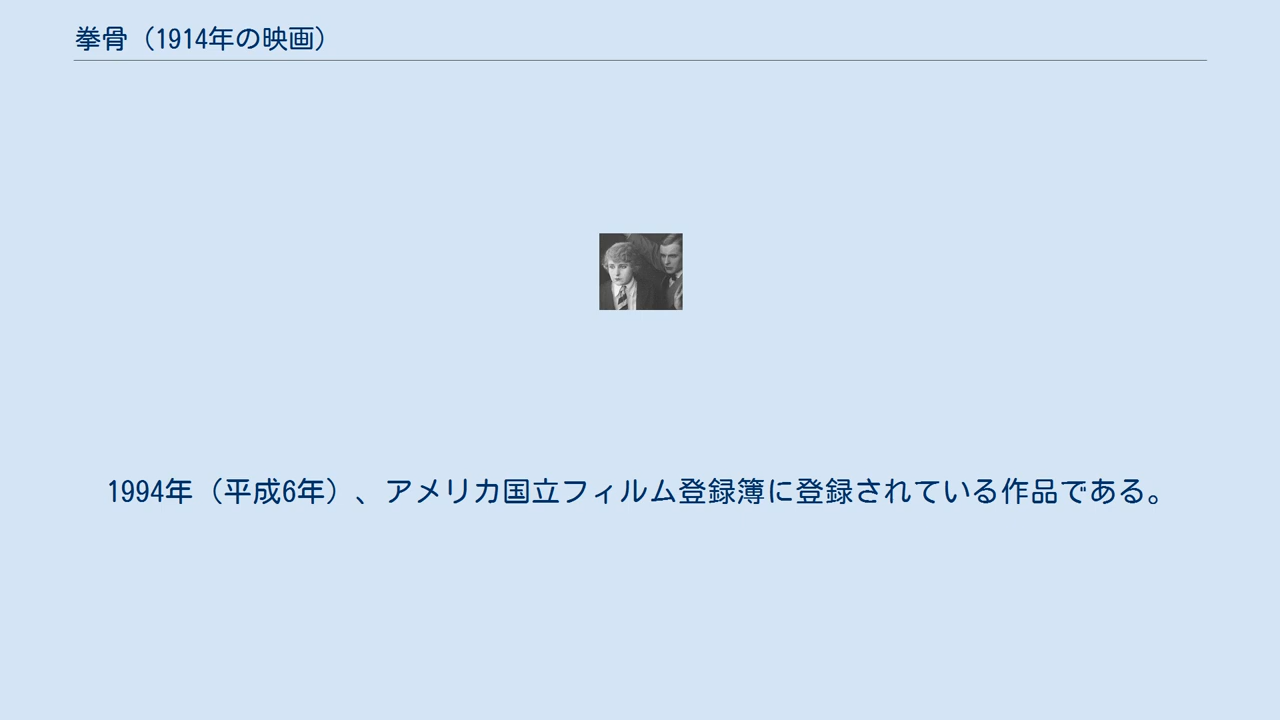 拳骨（1914年の映画）
1994年（平成6年）、アメリカ国立フィルム登録簿に登録されている作品である。